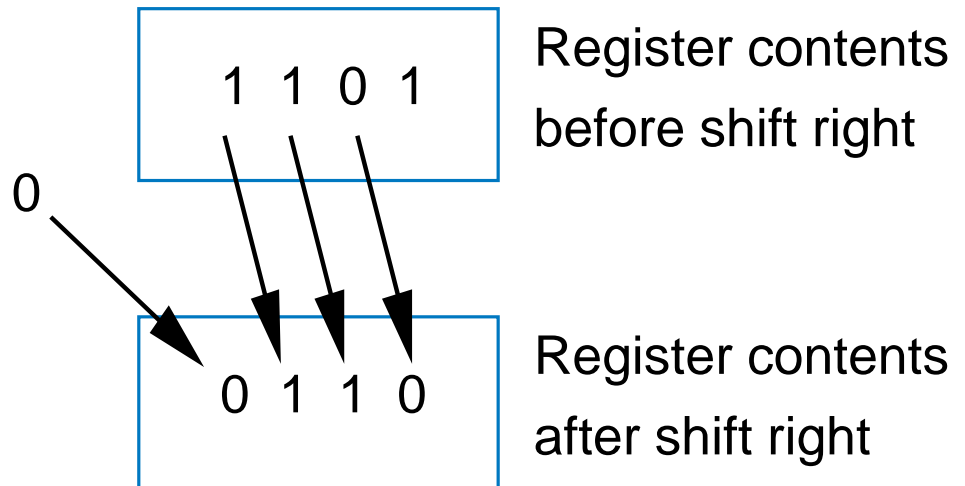 1 1 0 1
Register contents
before shift right
0
0 1 1 0
Register contents
after shift right